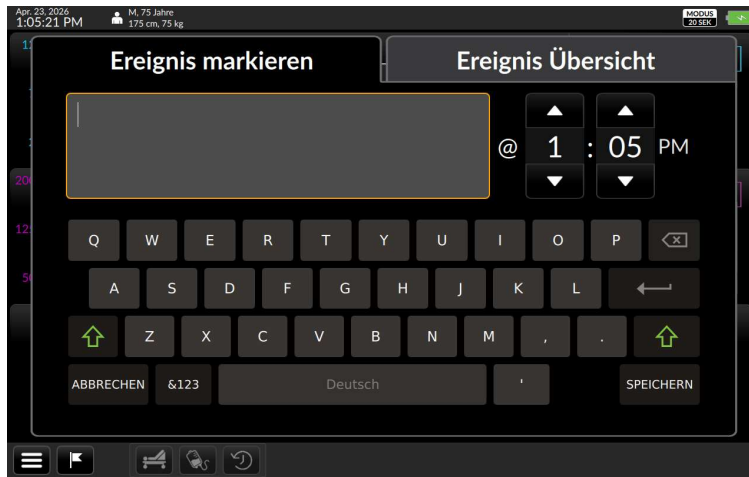 Apr. 23, 2026
1:05:21 PM
M, 75 Jahre
175 cm, 75 kg
MODUS
20 SEK
Ereignis markieren
Ereignis Übersicht
@ 1 : 05 PM
Q W E R T Y U I O P
A S D F G H J K L
Z X C V B N M , .
ABBRECHEN &123 Deutsch ' SPEICHERN